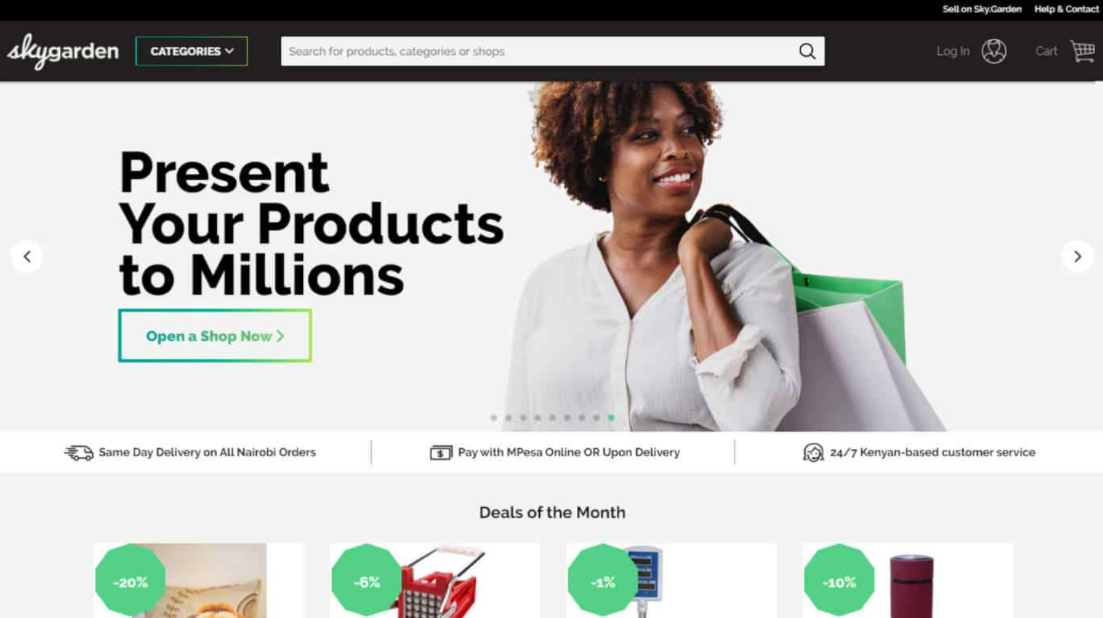 Sell on Sky.Garden Help & Contact
skygarden CATEGORIES Search for products, categories or shops Log In Cart
Present
Your Products
to Millions
Open a Shop Now
Same Day Delivery on All Nairobi Orders Pay with MPesa Online OR Upon Delivery 24/7 Kenyan-based customer service
Deals of the Month
-20% -6% -1% -10%